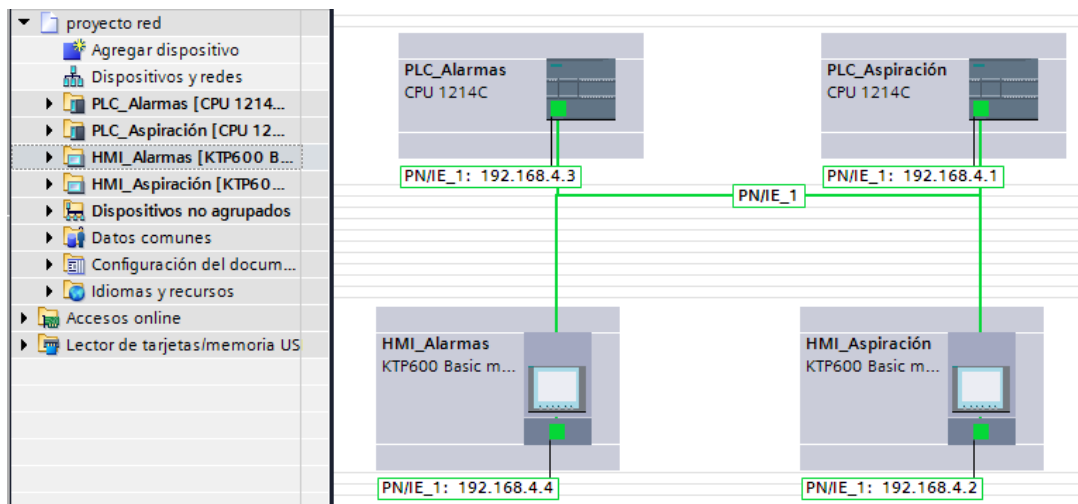 proyecto red
Agregar dispositivo
Dispositivos y redes
PLC_Alarmas [CPU 1214...
PLC_Aspiración [CPU 12...
HMI_Alarmas [KTP600 B...
HMI_Aspiración [KTP60...
Dispositivos no agrupados
Datos comunes
Configuración del docum...
Idiomas y recursos
Accesos online
Lector de tarjetas/memoria US
PLC_Alarmas
CPU 1214C
PN/IE_1: 192.168.4.3
PLC_Aspiración
CPU 1214C
PN/IE_1: 192.168.4.1
PN/IE_1
HMI_Alarmas
KTP600 Basic m...
PN/IE_1: 192.168.4.4
HMI_Aspiración
KTP600 Basic m...
PN/IE_1: 192.168.4.2